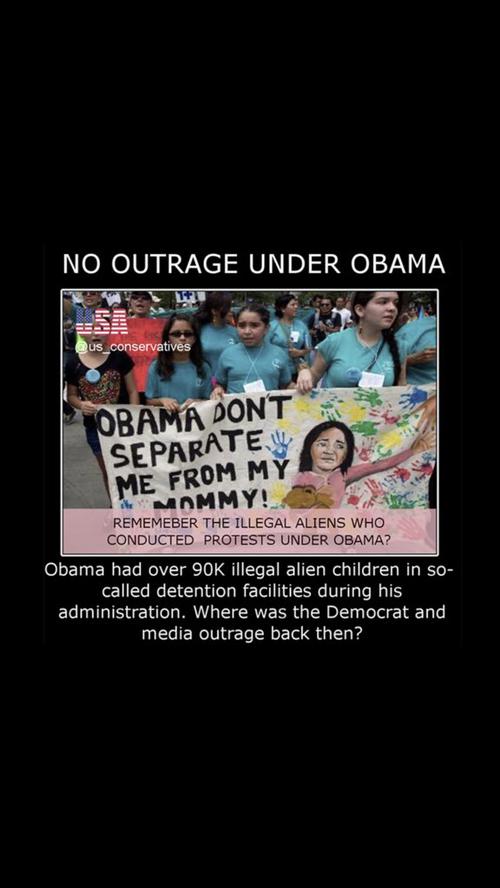 NO OUTRAGE UNDER OBAMA
USA
@us_conservatives
OBAMA DON'T
SEPARATE
ME FROM MY
MOMMY!
REMEMEBER THE ILLEGAL ALIENS WHO
CONDUCTED PROTESTS UNDER OBAMA?
Obama had over 90K illegal alien children in so-
called detention facilities during his
administration. Where was the Democrat and
media outrage back then?